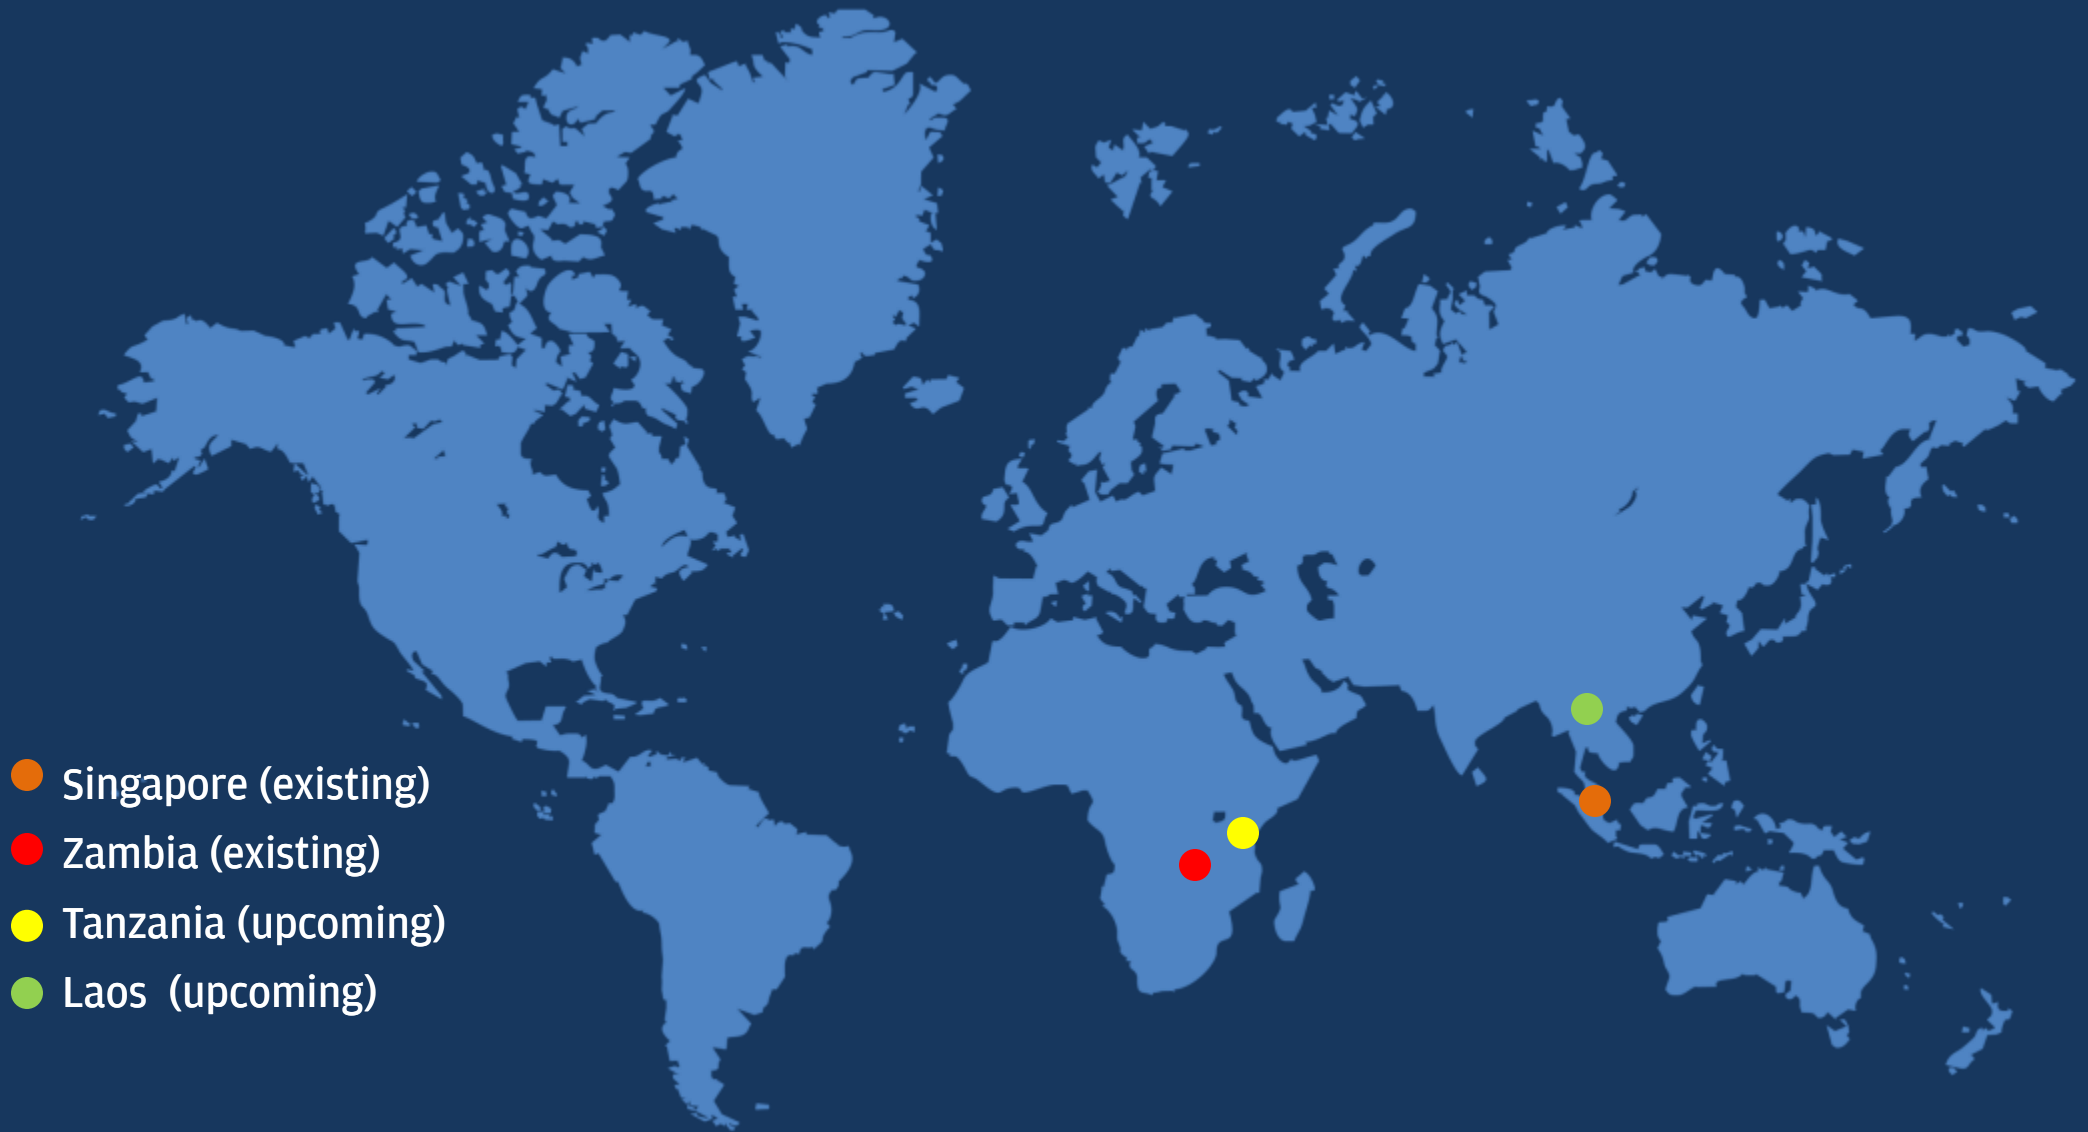 Singapore (existing)
Zambia (existing)
Tanzania (upcoming)
Laos  (upcoming)